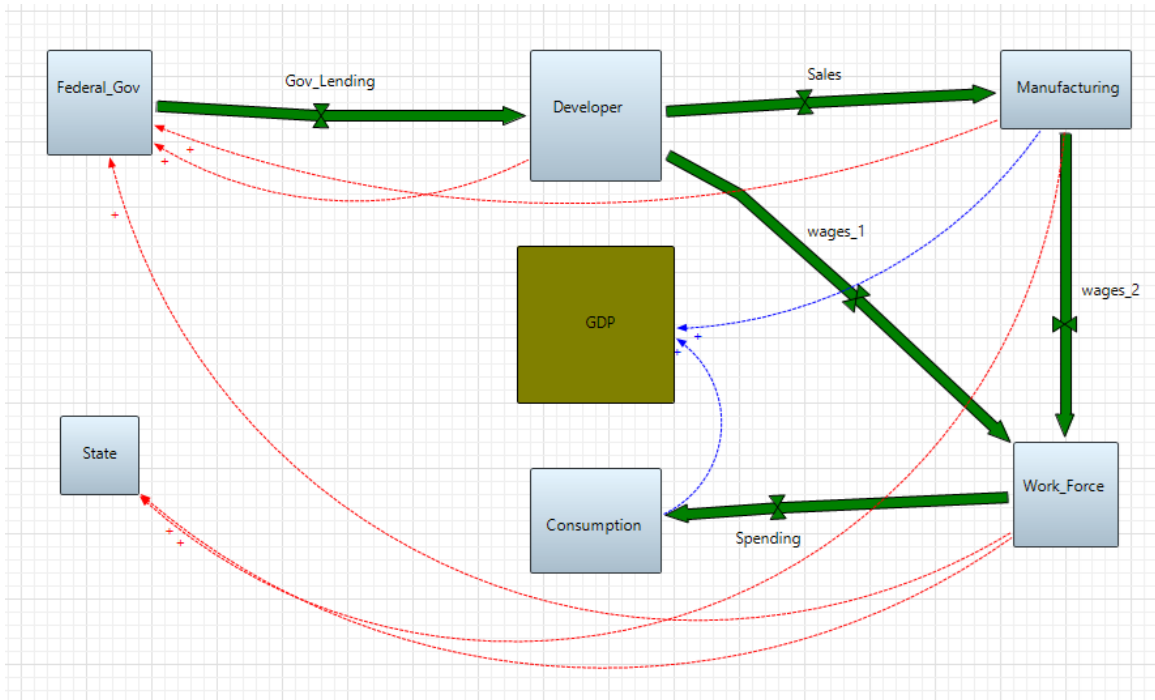 Federal_Gov
Gov_Lending
Developer
Sales
Manufacturing
+
+
+
wages_1
wages_2
GDP
+
+
State
Work_Force
Consumption
Spending
+
+